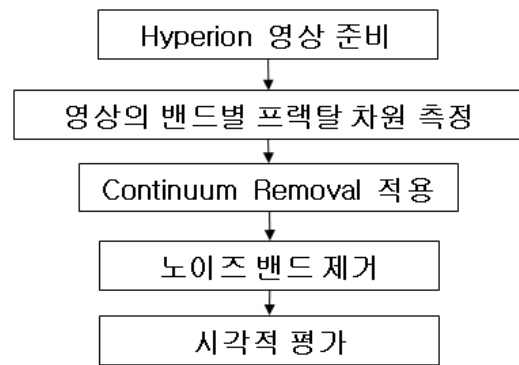 Hyperion 영상 준비
영상의 밴드별 프랙탈 차원 측정
Continuum Removal 적용
노이즈 밴드 제거
시각적 평가